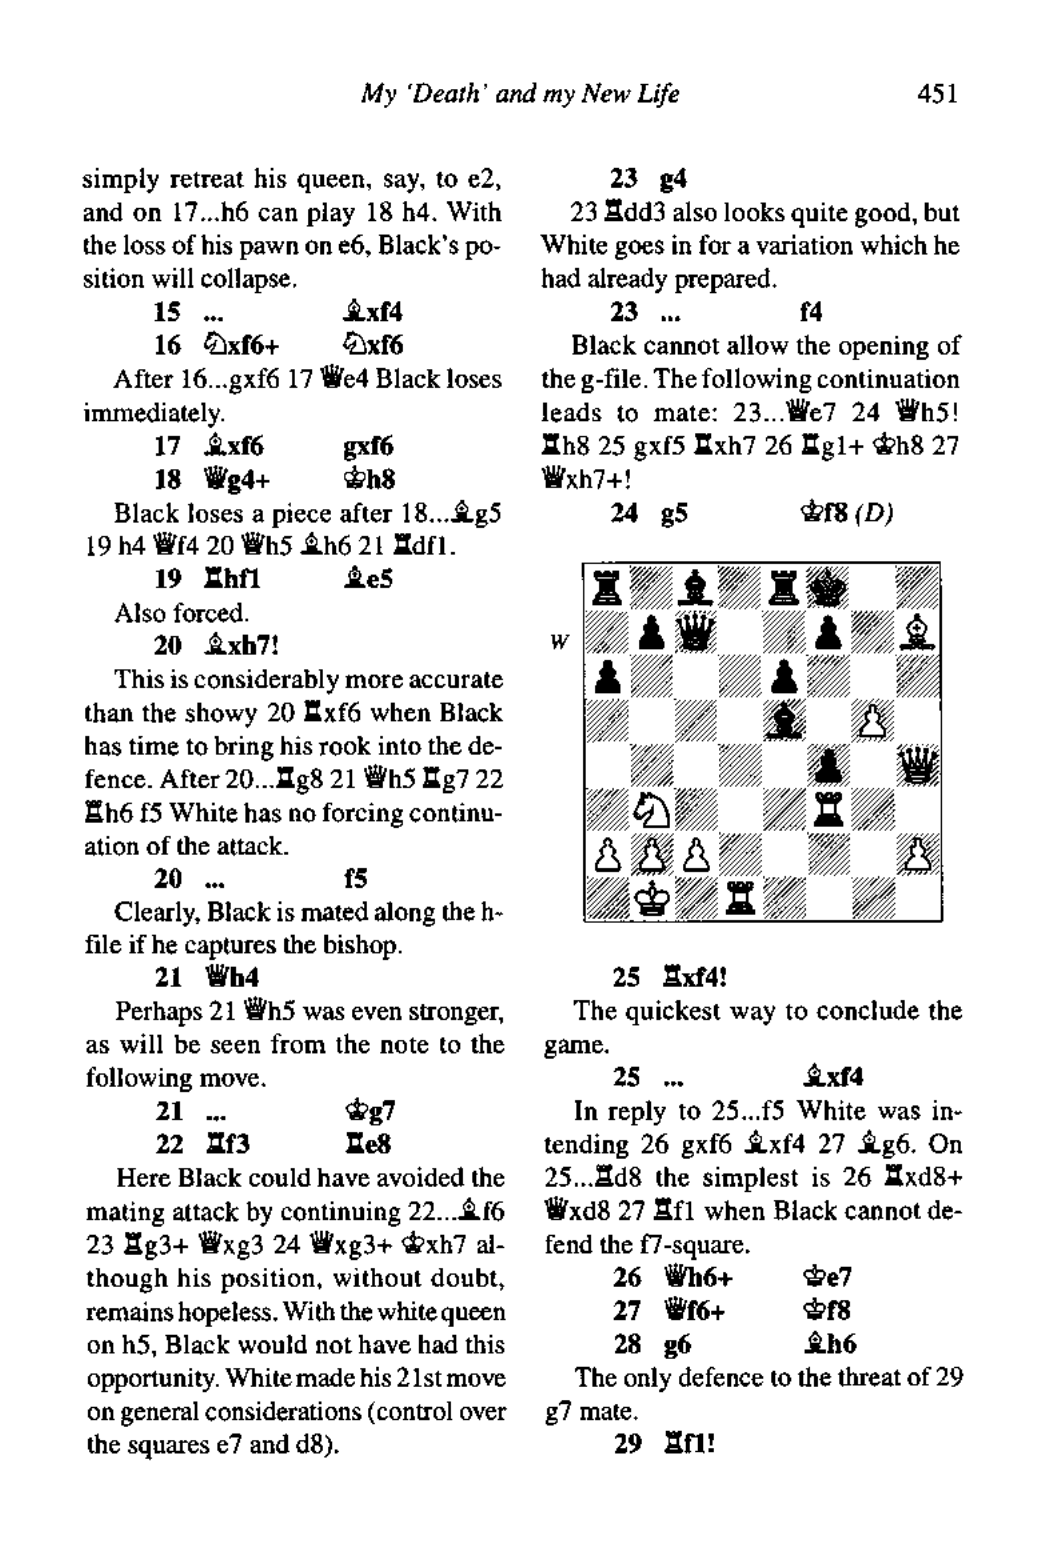 My 'Death' and my New Life 451
simply retreat his queen, say, to e2,
and on 17...h6 can play 18 h4. With
the loss of his pawn on e6, Black's po-
sition will collapse.
15 ... ♗xf4
16 ♘xf6+ ♘xf6
After 16...gxf6 17 ♕e4 Black loses
immediately.
17 ♗xf6 gxf6
18 ♕g4+ ♔h8
Black loses a piece after 18...♗g5
19 h4 ♕f4 20 ♕h5 ♗h6 21 ♖df1.
19 ♖hf1 ♗e5
Also forced.
20 ♗xh7!
This is considerably more accurate
than the showy 20 ♖xf6 when Black
has time to bring his rook into the de-
fence. After 20...♖g8 21 ♕h5 ♖g7 22
♖h6 f5 White has no forcing continu-
ation of the attack.
20 ... f5
Clearly, Black is mated along the h-
file if he captures the bishop.
21 ♕h4
Perhaps 21 ♕h5 was even stronger,
as will be seen from the note to the
following move.
21 ... ♔g7
22 ♖f3 ♖e8
Here Black could have avoided the
mating attack by continuing 22...♗f6
23 ♖g3+ ♕xg3 24 ♕xg3+ ♔xh7 al-
though his position, without doubt,
remains hopeless. With the white queen
on h5, Black would not have had this
opportunity. White made his 21st move
on general considerations (control over
the squares e7 and d8).
23 g4
23 ♖dd3 also looks quite good, but
White goes in for a variation which he
had already prepared.
23 ... f4
Black cannot allow the opening of
the g-file. The following continuation
leads to mate: 23...♕e7 24 ♕h5!
♖h8 25 gxf5 ♖xh7 26 ♖g1+ ♔h8 27
♕xh7+!
24 g5 ♔f8 (D)
W
25 ♖xf4!
The quickest way to conclude the
game.
25 ... ♗xf4
In reply to 25...f5 White was in-
tending 26 gxf6 ♗xf4 27 ♗g6. On
25...♖d8 the simplest is 26 ♖xd8+
♕xd8 27 ♖f1 when Black cannot de-
fend the f7-square.
26 ♕h6+ ♔e7
27 ♕f6+ ♔f8
28 g6 ♗h6
The only defence to the threat of 29
g7 mate.
29 ♖f1!